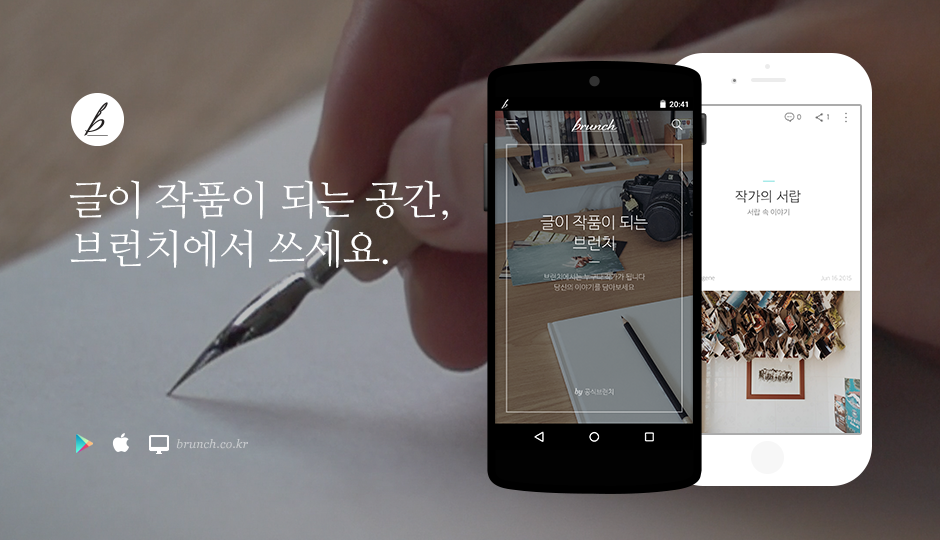 b
글이 작품이 되는 공간,
브런치에서 쓰세요.
brunch.co.kr
b
20:41
brunch
글이 작품이 되는
브런치
브런치에서는 누구나 작가가 됩니다
당신의 이야기를 담아보세요
by 공식브런치
0
1
작가의 서랍
서랍 속 이야기
Jun 16.2015